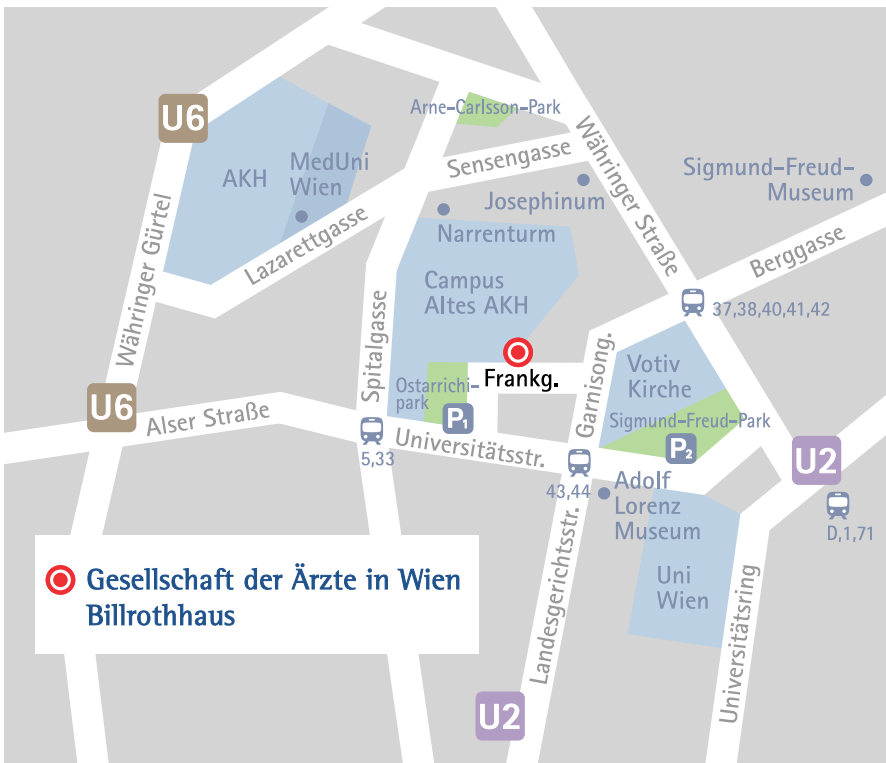 U6
Arne-Carlsson-Park
AKH
MedUni
Wien
Sensengasse
Währinger Straße
Sigmund-Freud-
Museum
Josephinum
Lazarettgasse
Narrenturm
Währinger Gürtel
Berggasse
Campus
Altes AKH
Spitalgasse
37,38,40,41,42
Garnisong.
Votiv
Kirche
Ostarrichi-
park
Frankg.
U6
Alser Straße
P1
Sigmund-Freud-Park
P2
Universitätsstr.
5,33
U2
43,44
Adolf
Lorenz
Museum
D,1,71
Landesgerichtsstr.
Uni
Wien
Universitätsring
Gesellschaft der Ärzte in Wien
Billrothhaus
U2